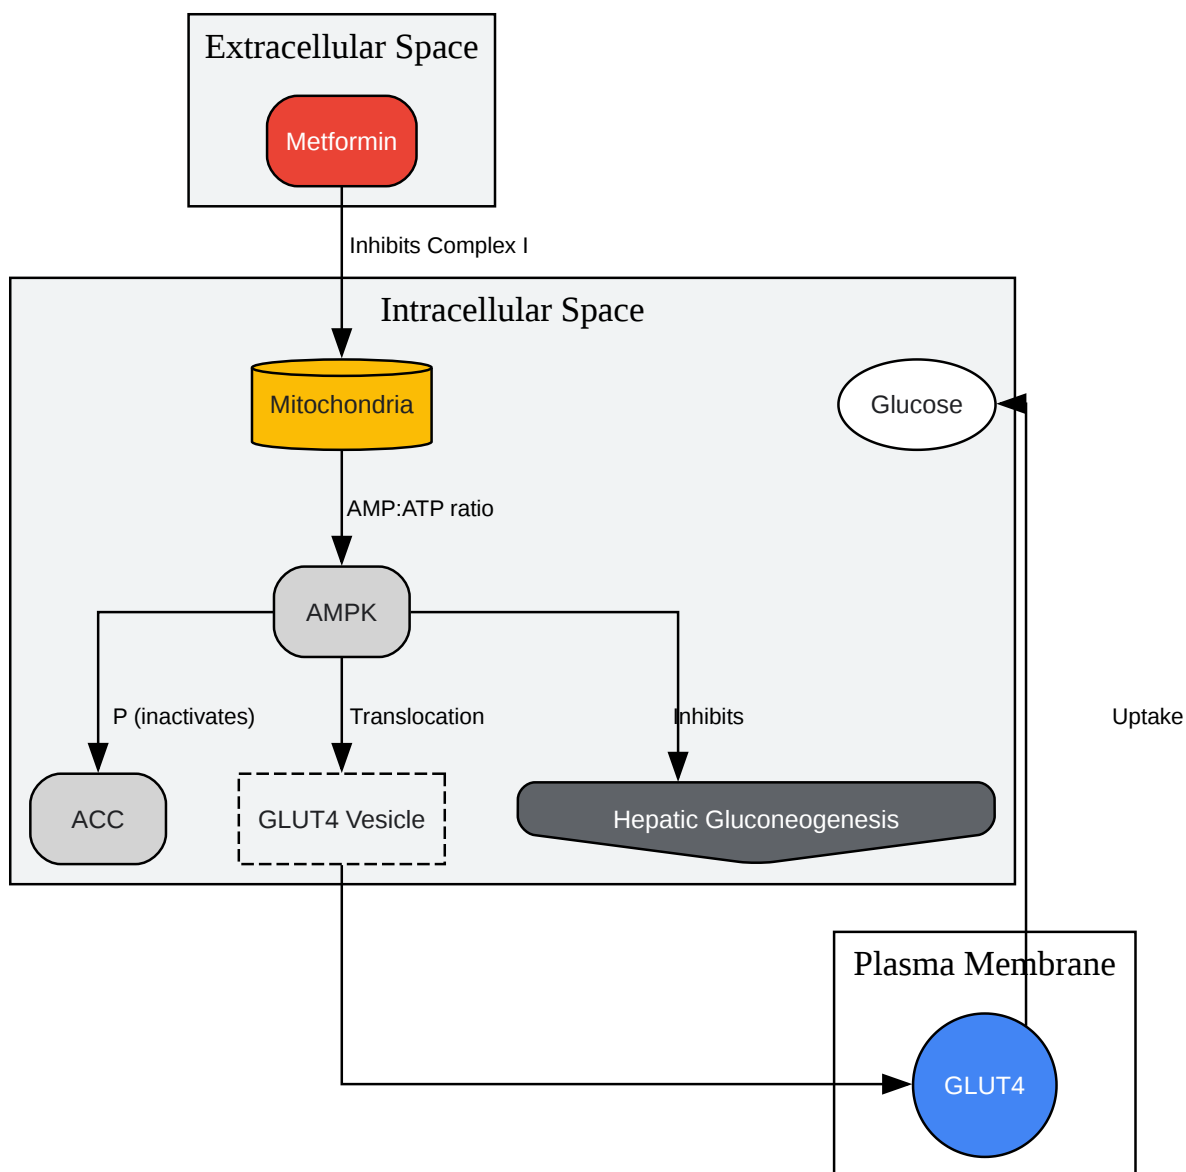 Extracellular Space
Metformin
Inhibits Complex I
Intracellular Space
Mitochondria
Glucose
AMP:ATP ratio
AMPK
P (inactivates)
Translocation
Inhibits
Uptake
ACC
GLUT4 Vesicle
Hepatic Gluconeogenesis
Plasma Membrane
GLUT4